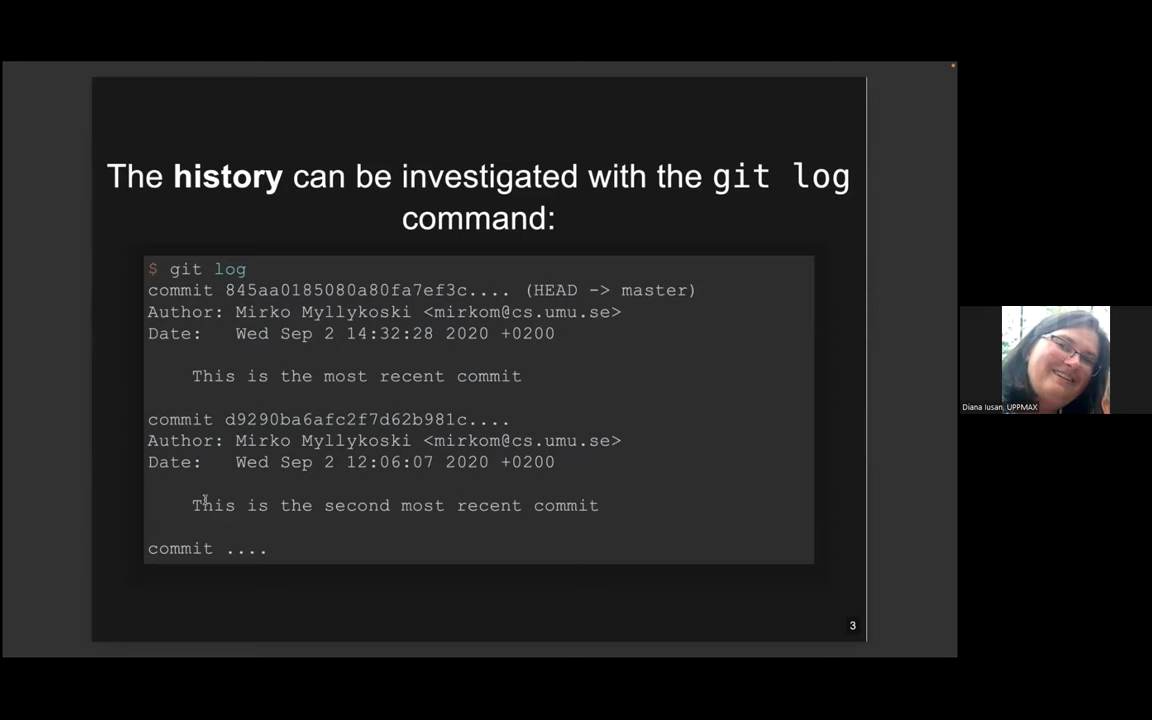 The history can be investigated with the git log
command:
$ git log
commit 845aa0185080a80fa7ef3c.... (HEAD -> master)
Author: Mirko Myllykoski <mirkom@cs.umu.se>
Date:   Wed Sep 2 14:32:28 2020 +0200
This is the most recent commit
commit d9290ba6afc2f7d62b981c....
Author: Mirko Myllykoski <mirkom@cs.umu.se>
Date:   Wed Sep 2 12:06:07 2020 +0200
This is the second most recent commit
commit ....
3
Diana Iusan, UPPMAX